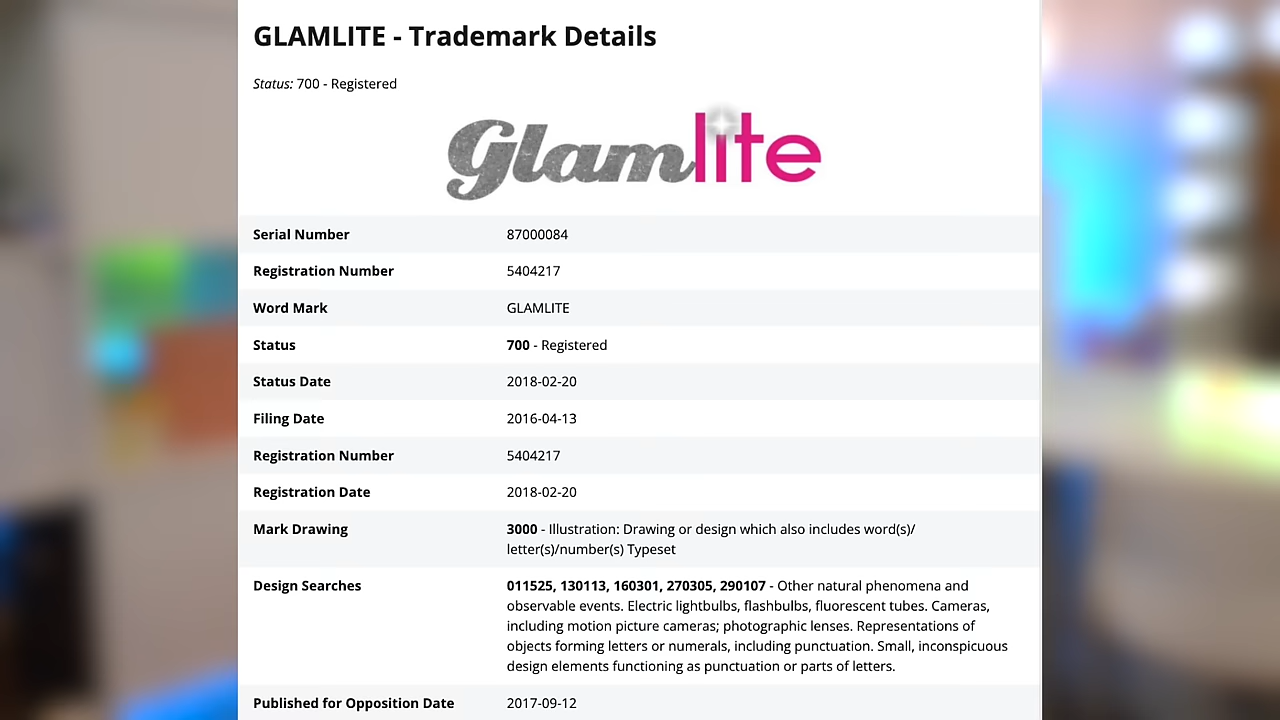 GLAMLITE - Trademark Details
Status: 700 - Registered
Glamlite
Serial Number 87000084
Registration Number 5404217
Word Mark GLAMLITE
Status 700 - Registered
Status Date 2018-02-20
Filing Date 2016-04-13
Registration Number 5404217
Registration Date 2018-02-20
Mark Drawing 3000 - Illustration: Drawing or design which also includes word(s)/
letter(s)/number(s) Typeset
Design Searches 011525, 130113, 160301, 270305, 290107 - Other natural phenomena and
observable events. Electric lightbulbs, flashbulbs, fluorescent tubes. Cameras,
including motion picture cameras; photographic lenses. Representations of
objects forming letters or numerals, including punctuation. Small, inconspicuous
design elements functioning as punctuation or parts of letters.
Published for Opposition Date 2017-09-12